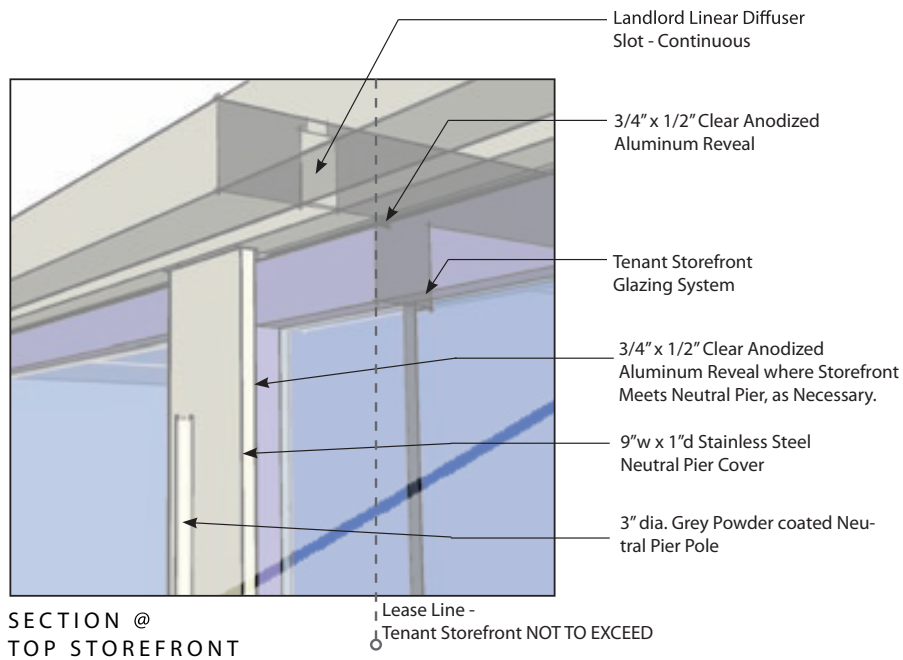 Landlord Linear Diffuser
Slot - Continuous
3/4" x 1/2" Clear Anodized
Aluminum Reveal
Tenant Storefront
Glazing System
3/4" x 1/2" Clear Anodized
Aluminum Reveal where Storefront
Meets Neutral Pier, as Necessary.
9"w x 1"d Stainless Steel
Neutral Pier Cover
3" dia. Grey Powder coated Neu-
tral Pier Pole
Lease Line -
Tenant Storefront NOT TO EXCEED
SECTION @
TOP STOREFRONT